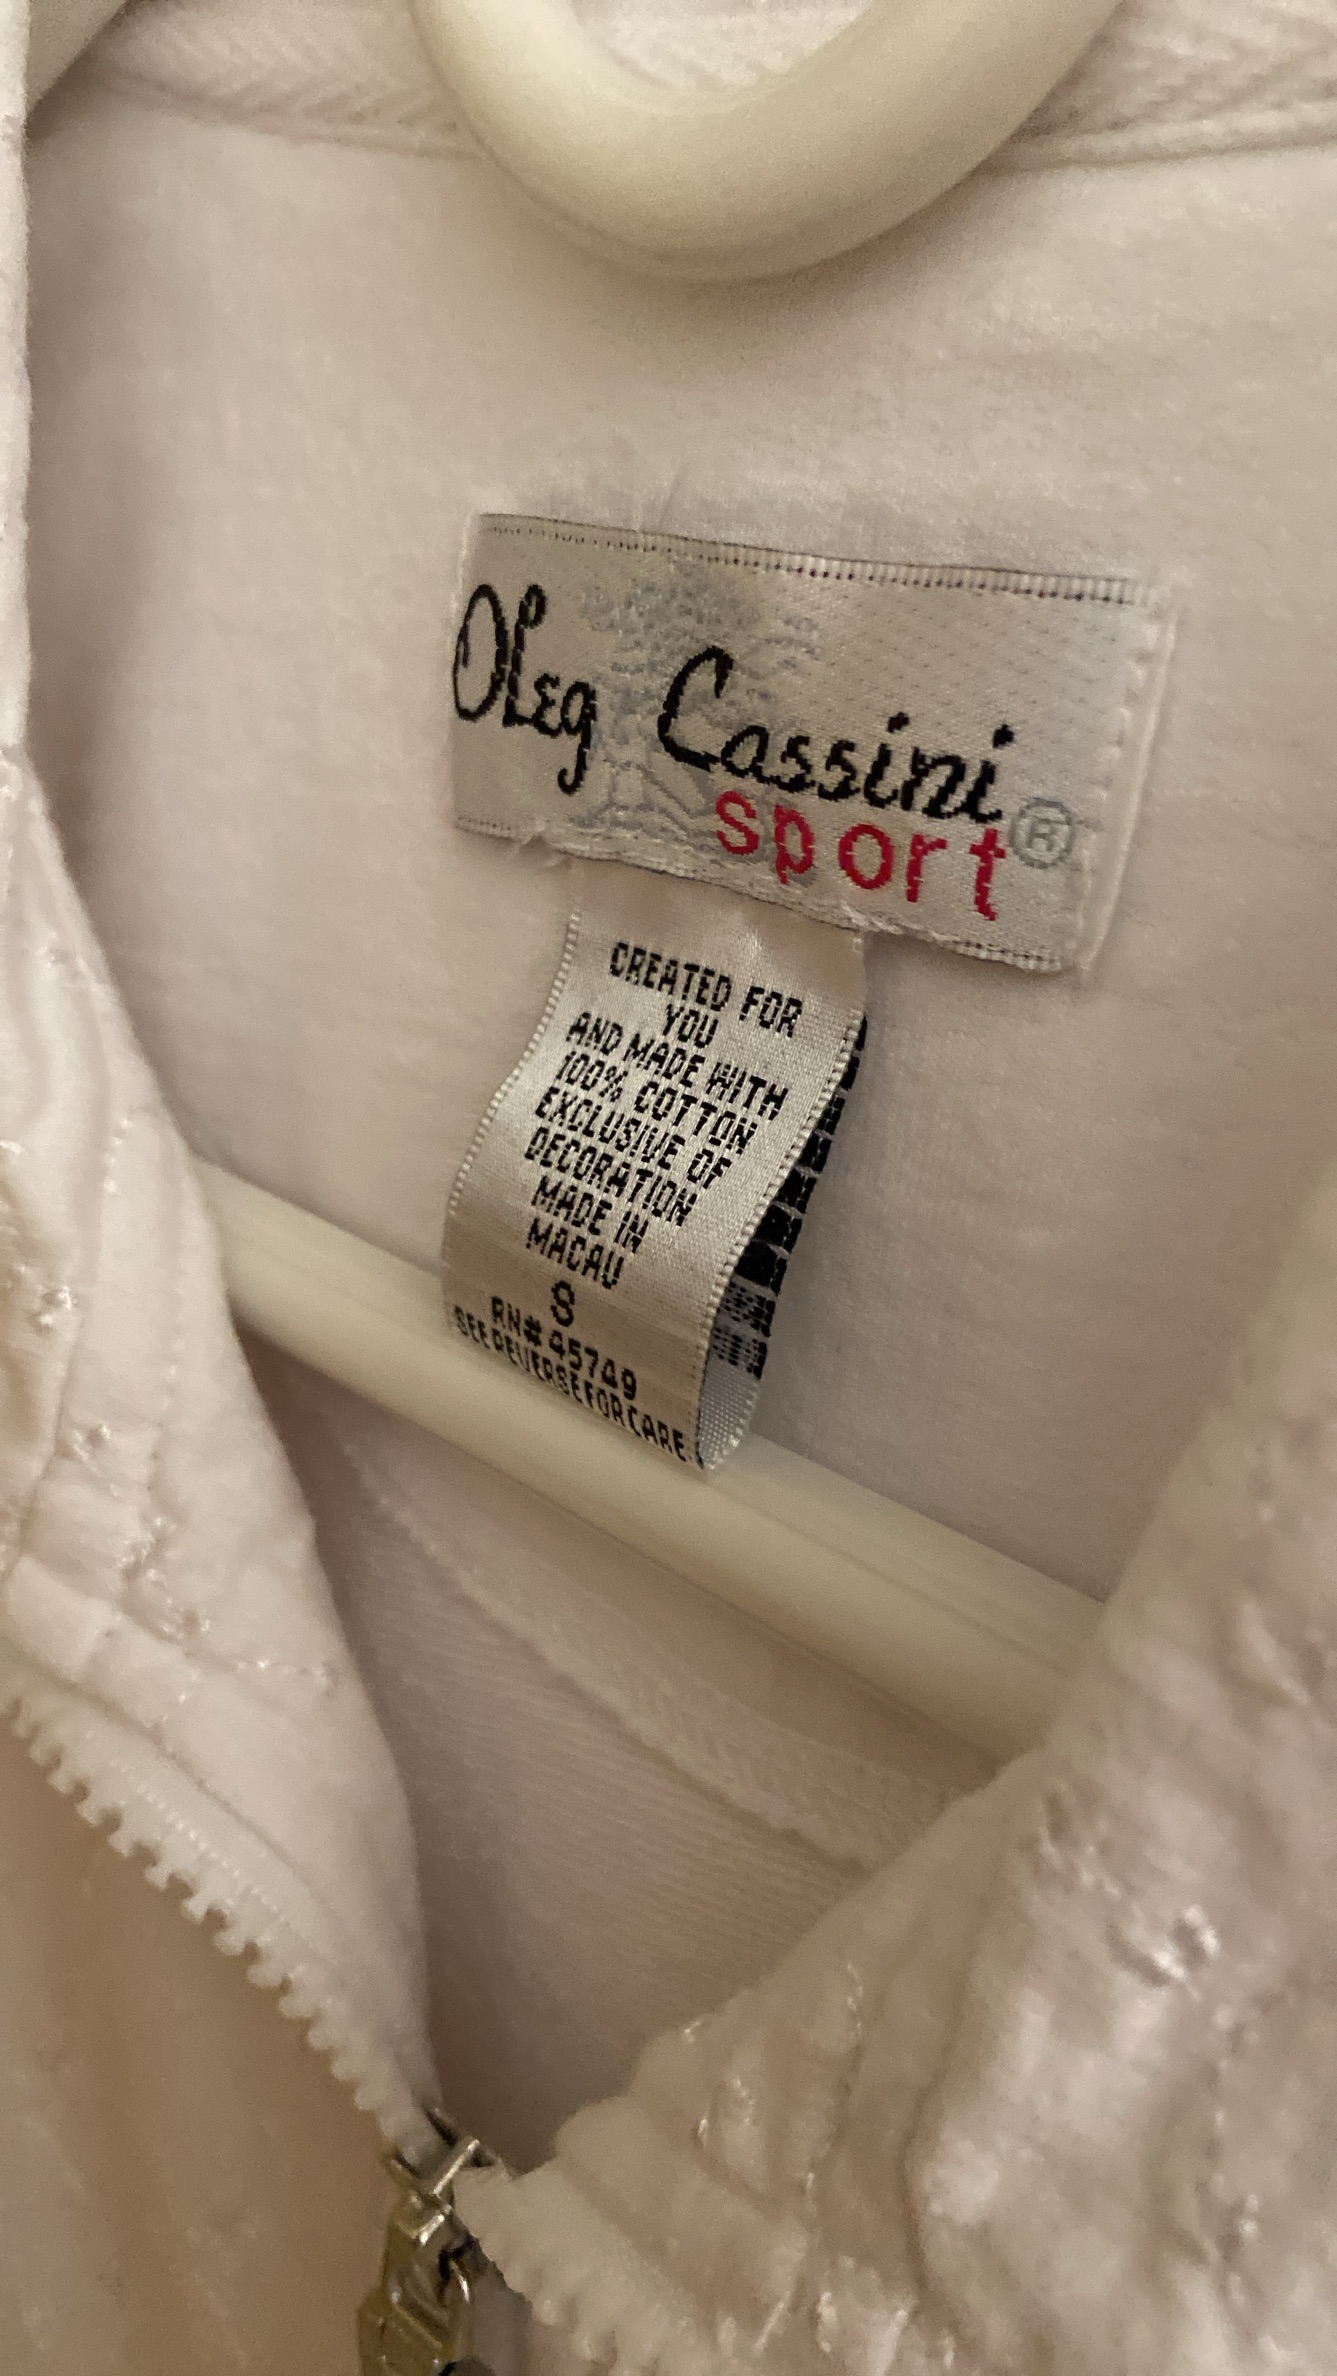 OLeg Cassini
sport®
CREATED FOR
YOU
AND MADE WITH
100% COTTON
EXCLUSIVE OF
DECORATION
MADE IN
MACAU
S
RN# 45749
SEE REVERSE FOR CARE